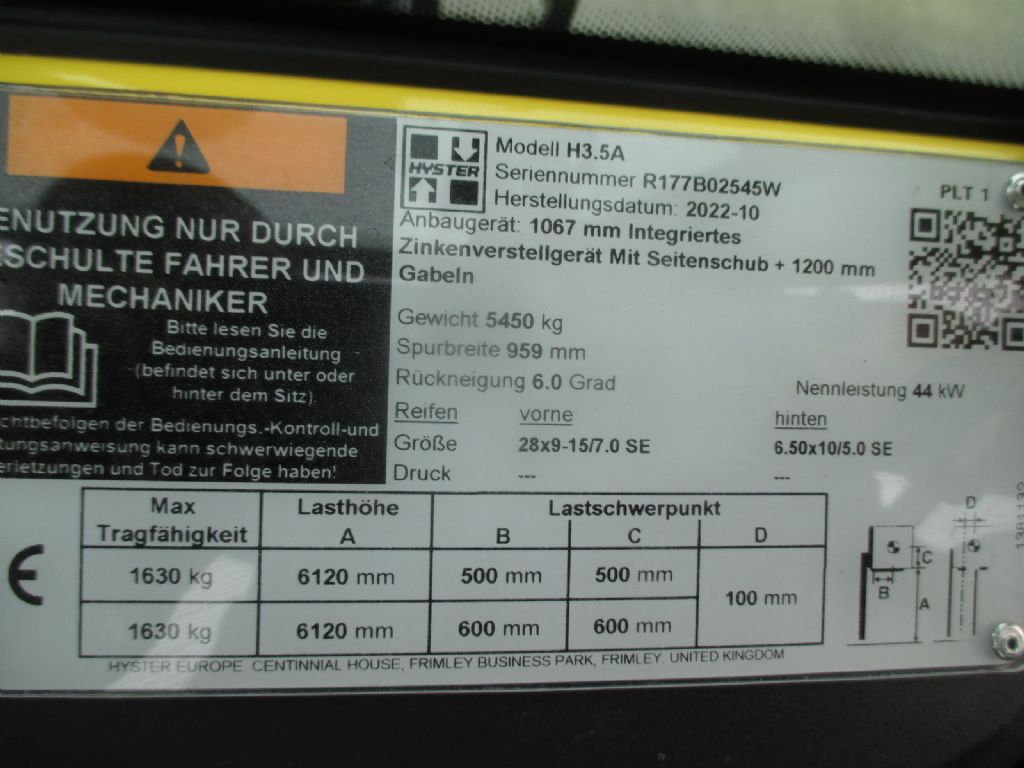 ENUTZUNG NUR DURCH
SCHULTE FAHRER UND
MECHANIKER
Bitte lesen Sie die
Bedienungsanleitung
(befindet sich unter oder
hinter dem Sitz).
chtbefolgen der Bedienungs.-Kontroll-und
tungsanweisung kann schwerwiegende
erletzungen und Tod zur Folge haben!
HYSTER
Modell H3.5A
Seriennummer R177B02545W
Herstellungsdatum: 2022-10
Anbaugerät: 1067 mm Integriertes
Zinkenverstellgerät Mit Seitenschub + 1200 mm
Gabeln
PLT 1
Gewicht 5450 kg
Spurbreite 959 mm
Rückneigung 6.0 Grad
Nennleistung 44 kW
Reifen vorne hinten
Größe 28x9-15/7.0 SE 6.50x10/5.0 SE
Druck --- ---
Max Lasthöhe Lastschwerpunkt
Tragfähigkeit A B C D
1630 kg 6120 mm 500 mm 500 mm 100 mm
1630 kg 6120 mm 600 mm 600 mm
CE
D
C
B
A
HYSTER EUROPE CENTINNIAL HOUSE, FRIMLEY BUSINESS PARK, FRIMLEY, UNITED KINGDOM